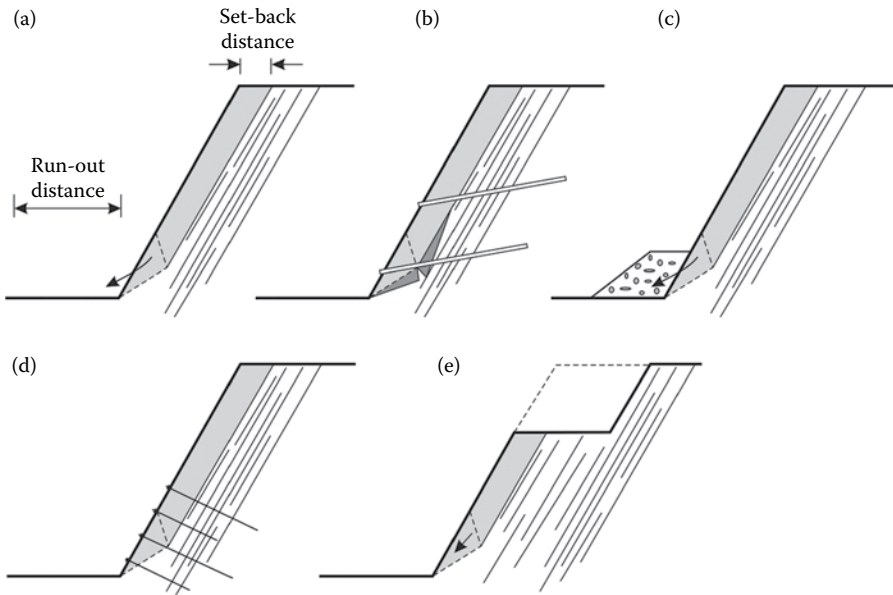 (a)
Set-back
distance
(b)
(c)
Run-out
distance
(d)
(e)